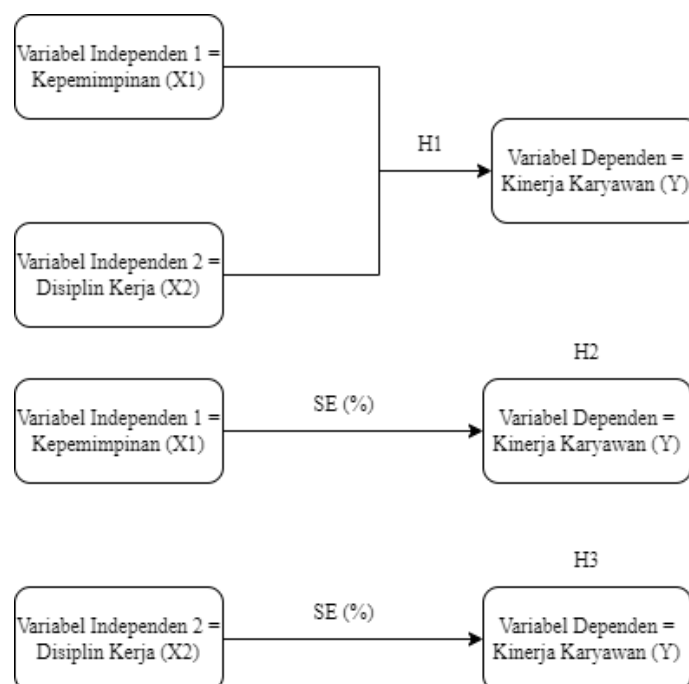 Variabel Independen 1 =
Kepemimpinan (X1)
H1
Variabel Dependen =
Kinerja Karyawan (Y)
Variabel Independen 2 =
Disiplin Kerja (X2)
H2
Variabel Independen 1 =
Kepemimpinan (X1)
SE (%)
Variabel Dependen =
Kinerja Karyawan (Y)
H3
Variabel Independen 2 =
Disiplin Kerja (X2)
SE (%)
Variabel Dependen =
Kinerja Karyawan (Y)